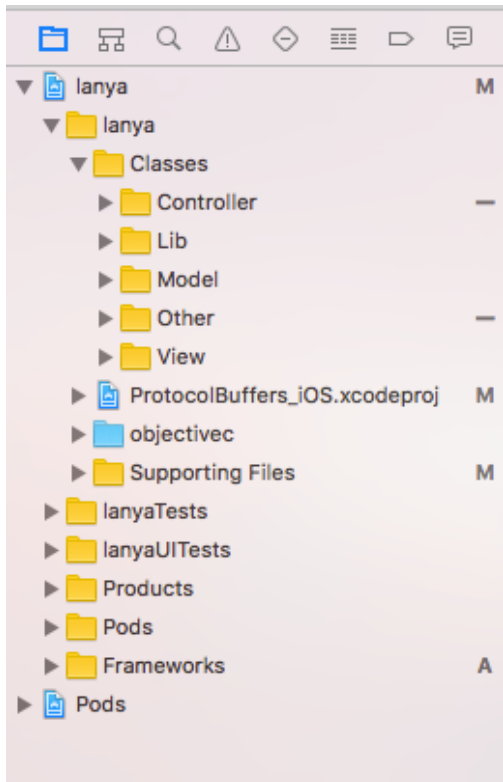 lanya M
lanya
Classes
Controller –
Lib
Model
Other –
View
ProtocolBuffers_iOS.xcodeproj M
objectivec
Supporting Files M
lanyaTests
lanyaUITests
Products
Pods
Frameworks A
Pods